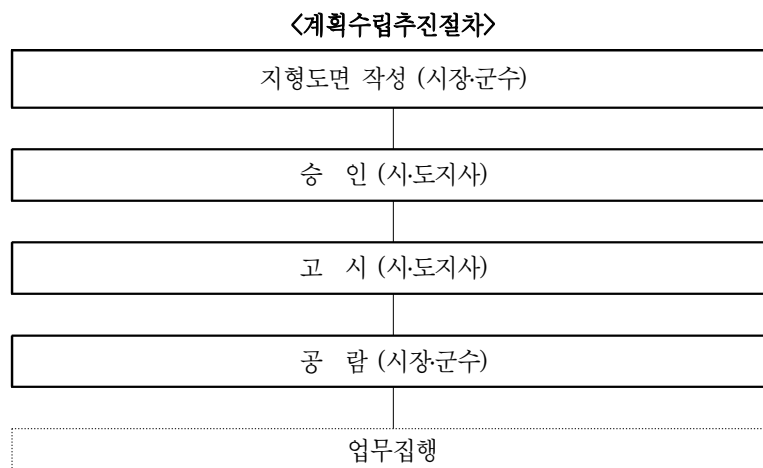 <계획수립추진절차>
지형도면 작성 (시장·군수)
승 인 (시·도지사)
고 시 (시·도지사)
공 람 (시장·군수)
업무집행